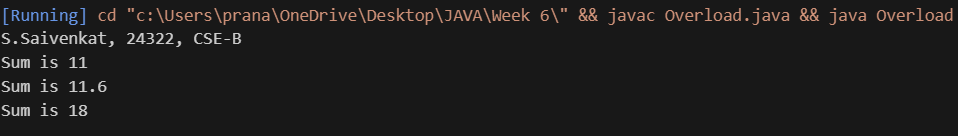 [Running] cd "c:\Users\prana\OneDrive\Desktop\JAVA\Week 6\" && javac Overload.java && java Overload
S.Saivenkat, 24322, CSE-B
Sum is 11
Sum is 11.6
Sum is 18